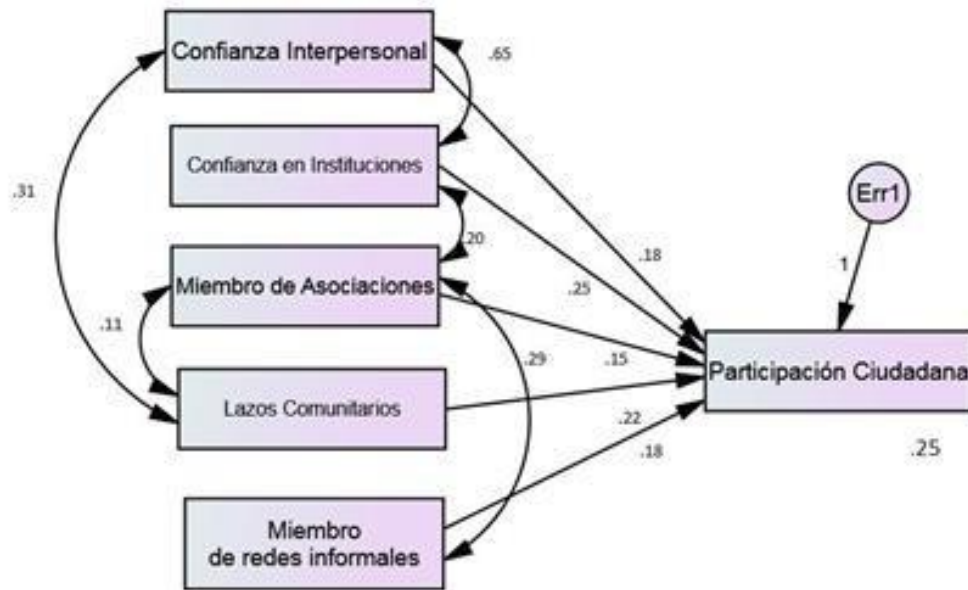 Confianza Interpersonal
.65
Confianza en Instituciones
.31
.20
Err1
Miembro de Asociaciones
.18
1
.25
.11
.29
.15
Participación Ciudadana
Lazos Comunitarios
.22
.18
.25
Miembro
de redes informales